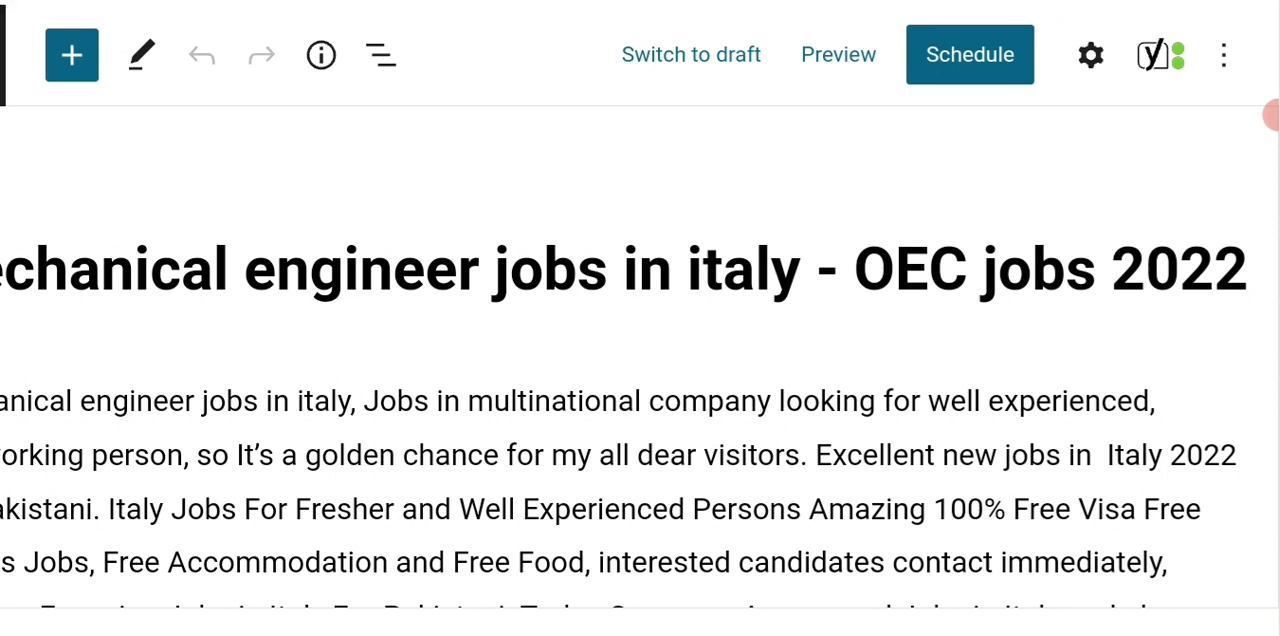 Switch to draft Preview Schedule
echanical engineer jobs in italy - OEC jobs 2022
anical engineer jobs in italy, Jobs in multinational company looking for well experienced,
orking person, so It’s a golden chance for my all dear visitors. Excellent new jobs in  Italy 2022
akistani. Italy Jobs For Fresher and Well Experienced Persons Amazing 100% Free Visa Free
s Jobs, Free Accommodation and Free Food, interested candidates contact immediately,